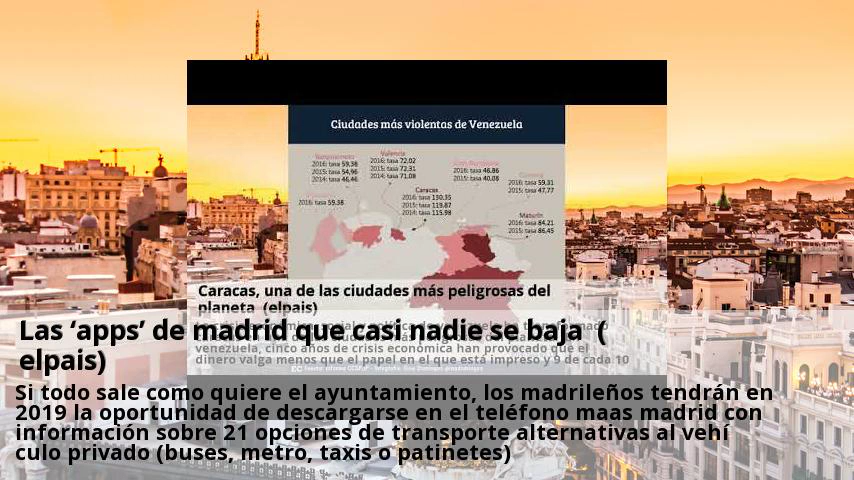 Ciudades más violentas de Venezuela
Barquisimeto
2016: tasa 59,38
2015: tasa 54,96
2014: tasa 46,46
Valencia
2016: tasa 72,02
2015: tasa 72,31
2014: tasa 71,08
2016: tasa 46,86
2015: tasa 40,08
Cumaná
2016: tasa 59,31
2015: tasa 47,77
2016: tasa 59.38
Caracas
2016: tasa 130,35
2015: tasa 119,87
2014: tasa 115,98
Maturín
2016: tasa 84,21
2015: tasa 86,45
Caracas, una de las ciudades más peligrosas del
planeta (elpais)
venezuela, cinco años de crisis económica han provocado que el
dinero valga menos que el papel en el que está impreso y 9 de cada 10
Las ‘apps’ de madrid que casi nadie se baja (
elpais)
Si todo sale como quiere el ayuntamiento, los madrileños tendrán en
2019 la oportunidad de descargarse en el teléfono maas madrid con
información sobre 21 opciones de transporte alternativas al vehí
culo privado (buses, metro, taxis o patinetes)